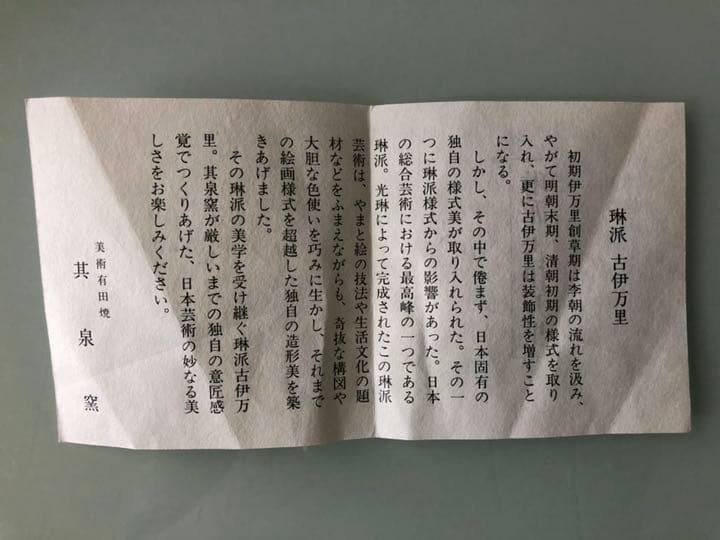 琳派 古伊万里
初期伊万里創草期は李朝の流れを汲み、
やがて明朝末期、清朝初期の様式を取り
入れ、更に古伊万里は装飾性を増すこと
になる。
しかし、その中で倦まず、日本固有の
独自の様式美が取り入れられた。その一
つに琳派様式からの影響があった。日本
の総合芸術における最高峰の一つである
琳派。光琳によって完成されたこの琳派
芸術は、やまと絵の技法や生活文化の題
材などをふまえながらも、奇抜な構図や
大胆な色使いを巧みに生かし、それまで
の絵画様式を超越した独自の造形美を築
きあげました。
その琳派の美学を受け継ぐ琳派古伊万
里。其泉窯が厳しいまでの独自の意匠感
覚でつくりあげた、日本芸術の妙なる美
しさをお楽しみください。
美術有田焼
其泉窯